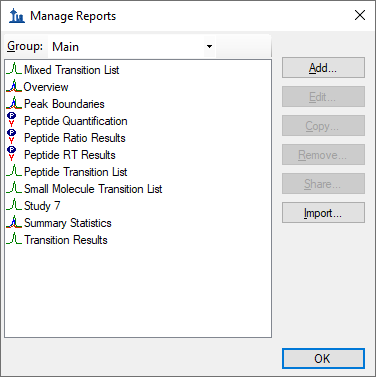 Manage Reports
Group: Main
Mixed Transition List
Overview
Peak Boundaries
P
Peptide Quantification
P
Peptide Ratio Results
P
Peptide RT Results
Peptide Transition List
Small Molecule Transition List
Study 7
Summary Statistics
Transition Results
Add...
Edit...
Copy...
Remove...
Share...
Import...
OK